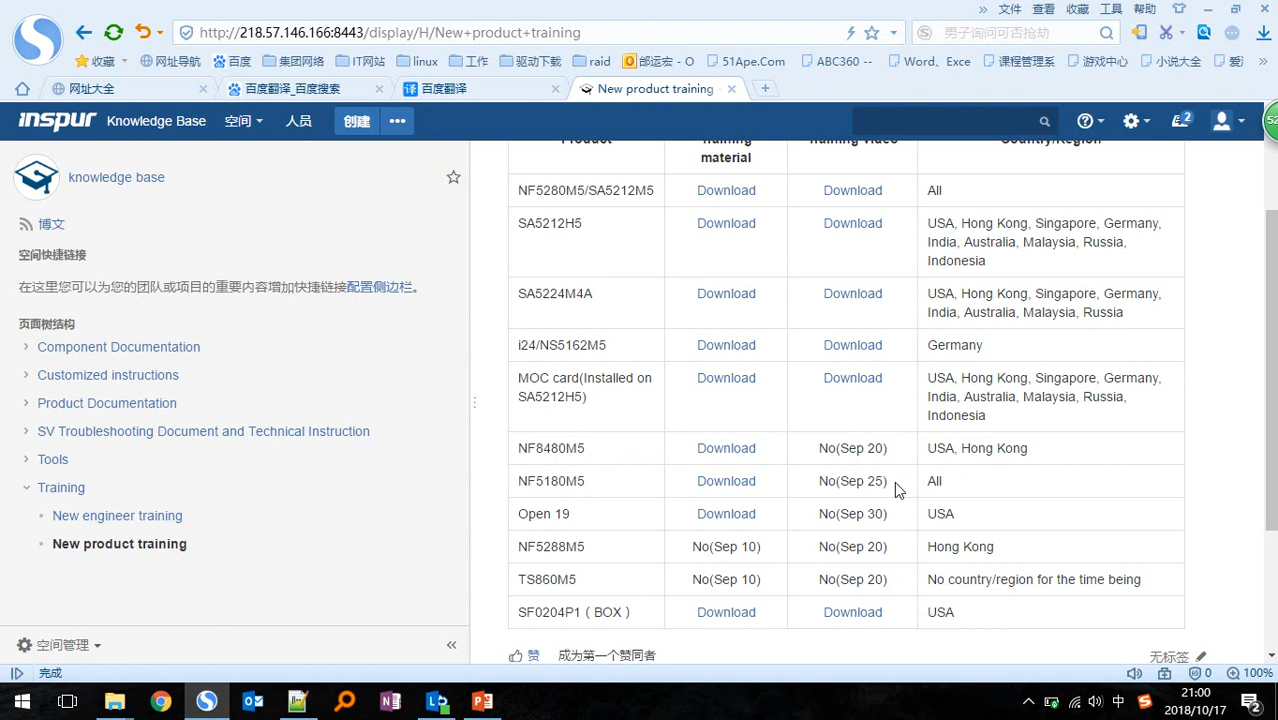 » 文件 查看 收藏 工具 帮助
http://218.57.146.166:8443/display/H/New+product+training
男子询问可否抢劫
收藏 网址导航 百度 集团网络 IT网站 linux 工作 驱动下载 raid 邮运宏 - O 51Ape.Com ABC360 -- Word、Exce 课程管理系 游戏中心 小说大全 爱 »
网址大全 百度翻译_百度搜索 百度翻译 New product training
inspur Knowledge Base 空间 人员 创建 ••• 2 52
knowledge base
博文
空间快捷链接
在这里您可以为您的团队或项目的重要内容增加快捷链接配置侧边栏。
页面树结构
Component Documentation
Customized instructions
Product Documentation
SV Troubleshooting Document and Technical Instruction
Tools
Training
New engineer training
New product training
空间管理 «
Product Training material Training video Country/Region
NF5280M5/SA5212M5 Download Download All
SA5212H5 Download Download USA, Hong Kong, Singapore, Germany,
India, Australia, Malaysia, Russia,
Indonesia
SA5224M4A Download Download USA, Hong Kong, Singapore, Germany,
India, Australia, Malaysia, Russia
i24/NS5162M5 Download Download Germany
MOC card(Installed on Download Download USA, Hong Kong, Singapore, Germany,
SA5212H5) India, Australia, Malaysia, Russia,
Indonesia
NF8480M5 Download No(Sep 20) USA, Hong Kong
NF5180M5 Download No(Sep 25) All
Open 19 Download No(Sep 30) USA
NF5288M5 No(Sep 10) No(Sep 20) Hong Kong
TS860M5 No(Sep 10) No(Sep 20) No country/region for the time being
SF0204P1（BOX） Download Download USA
赞 成为第一个赞同者 无标签
完成 0 100%
中 21:00
2018/10/17 2